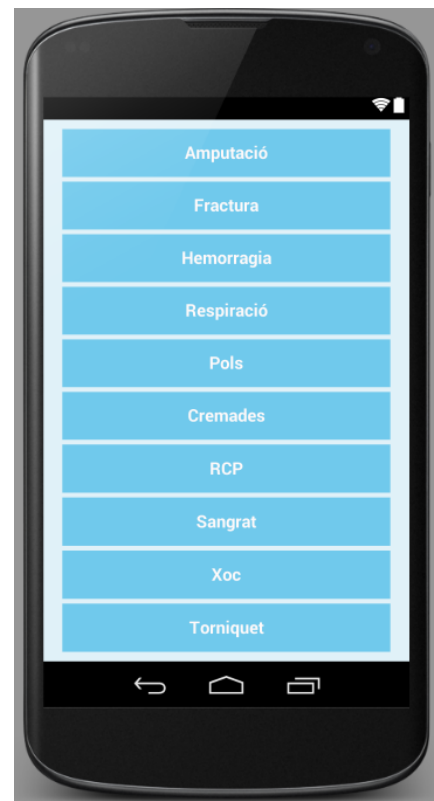 Amputació
Fractura
Hemorragia
Respiració
Pols
Cremades
RCP
Sangrat
Xoc
Torniquet